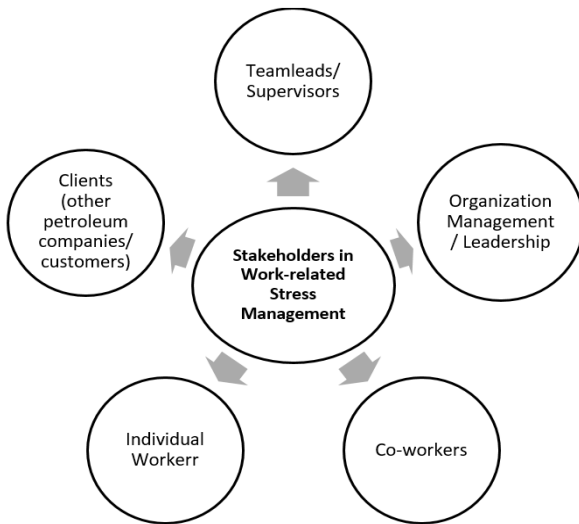 Teamleads/
Supervisors
Clients
(other
petroleum
companies/
customers)
Organization
Management
/ Leadership
Stakeholders in
Work-related
Stress
Management
Individual
Workerr
Co-workers